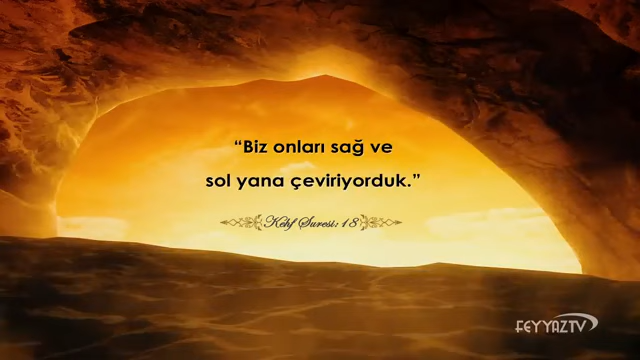 “Biz onları sağ ve
sol yana çeviriyorduk.”
Kehf Suresi: 18
FEYYAZTV